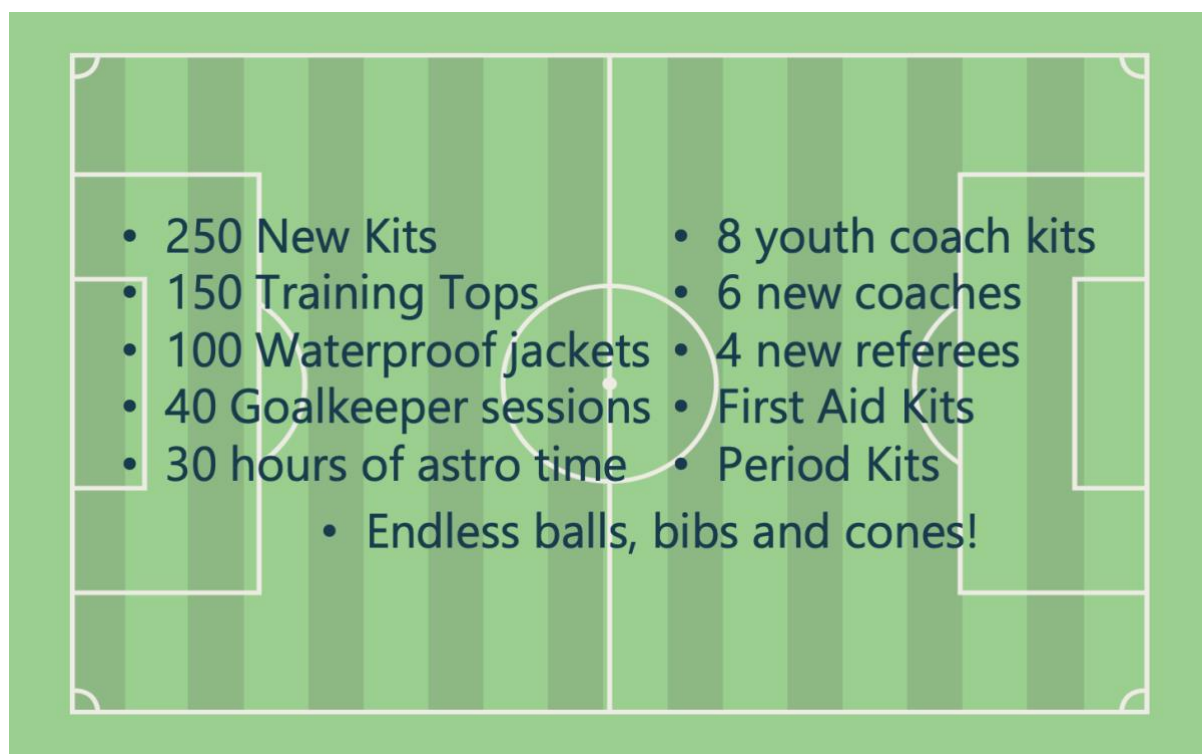 • 250 New Kits
• 150 Training Tops
• 100 Waterproof jackets
• 40 Goalkeeper sessions
• 30 hours of astro time
• 8 youth coach kits
• 6 new coaches
• 4 new referees
• First Aid Kits
• Period Kits
• Endless balls, bibs and cones!